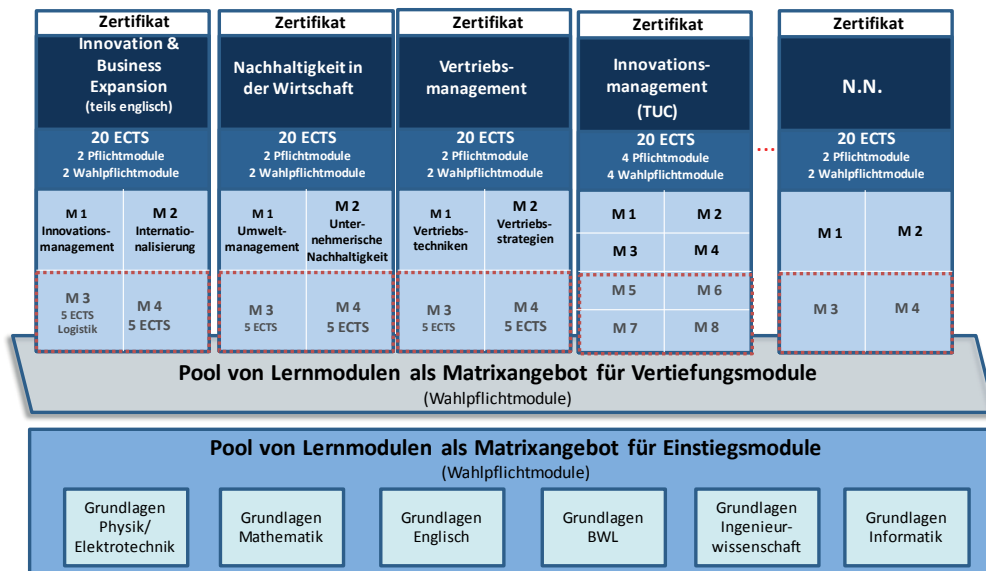 Zertifikat
Innovation &
Business
Expansion
(teils englisch)
20 ECTS
2 Pflichtmodule
2 Wahlpflichtmodule
M 1
Innovations-
management
M 2
Internatio-
nalisierung
M 3
5 ECTS
Logistik
M 4
5 ECTS
Zertifikat
Nachhaltigkeit in
der Wirtschaft
20 ECTS
2 Pflichtmodule
2 Wahlpflichtmodule
M 1
Umwelt-
management
M 2
Unter-
nehmerische
Nachhaltigkeit
M 3
5 ECTS
M 4
5 ECTS
Zertifikat
Vertriebs-
management
20 ECTS
2 Pflichtmodule
2 Wahlpflichtmodule
M 1
Vertriebs-
techniken
M 2
Vertriebs-
strategien
M 3
5 ECTS
M 4
5 ECTS
Zertifikat
Innovations-
management
(TUC)
20 ECTS
4 Pflichtmodule
4 Wahlpflichtmodule
M 1
M 2
M 3
M 4
M 5
M 6
M 7
M 8
...
Zertifikat
N.N.
20 ECTS
2 Pflichtmodule
2 Wahlpflichtmodule
M 1
M 2
M 3
M 4
Pool von Lernmodulen als Matrixangebot für Vertiefungsmodule
(Wahlpflichtmodule)
Pool von Lernmodulen als Matrixangebot für Einstiegsmodule
(Wahlpflichtmodule)
Grundlagen
Physik/
Elektrotechnik
Grundlagen
Mathematik
Grundlagen
Englisch
Grundlagen
BWL
Grundlagen
Ingenieur-
wissenschaft
Grundlagen
Informatik